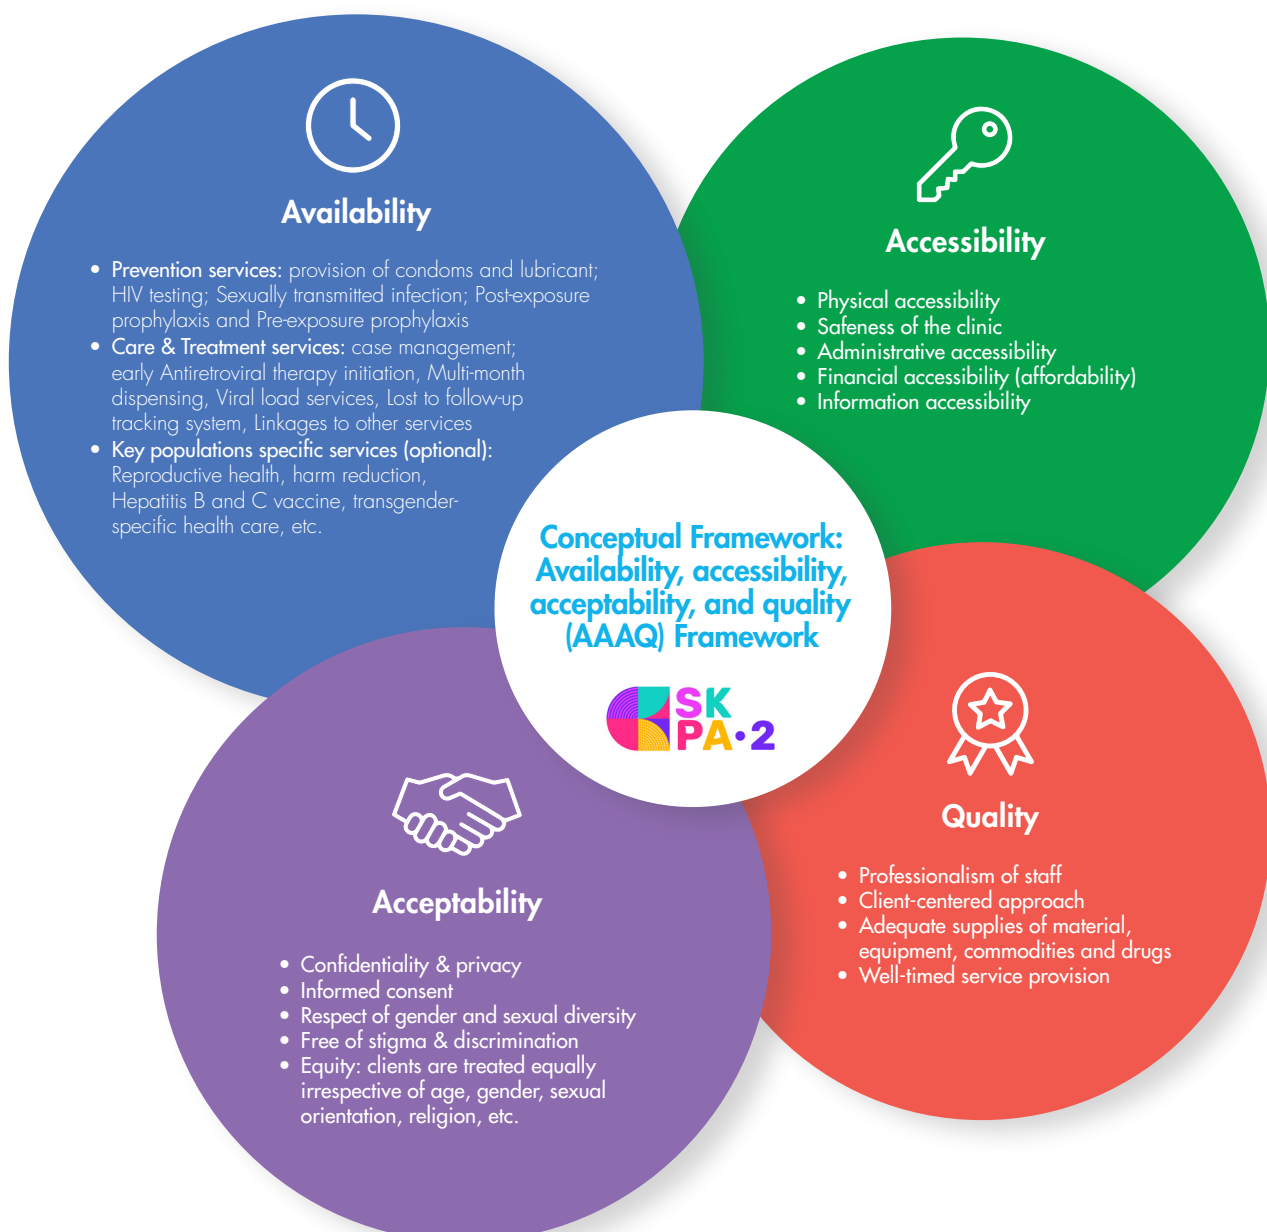 Availability
• Prevention services: provision of condoms and lubricant;
HIV testing; Sexually transmitted infection; Post-exposure
prophylaxis and Pre-exposure prophylaxis
• Care & Treatment services: case management;
early Antiretroviral therapy initiation, Multi-month
dispensing, Viral load services, Lost to follow-up
tracking system, Linkages to other services
• Key populations specific services (optional):
Reproductive health, harm reduction,
Hepatitis B and C vaccine, transgender-
specific health care, etc.
Accessibility
• Physical accessibility
• Safeness of the clinic
• Administrative accessibility
• Financial accessibility (affordability)
• Information accessibility
Conceptual Framework:
Availability, accessibility,
acceptability, and quality
(AAAQ) Framework
SK
PA•2
Acceptability
• Confidentiality & privacy
• Informed consent
• Respect of gender and sexual diversity
• Free of stigma & discrimination
• Equity: clients are treated equally
irrespective of age, gender, sexual
orientation, religion, etc.
Quality
• Professionalism of staff
• Client-centered approach
• Adequate supplies of material,
equipment, commodities and drugs
• Well-timed service provision